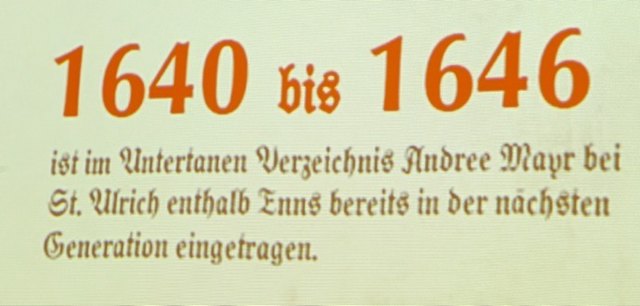 1640 bis 1646
ist im Untertanen Verzeichnis Andree Mayr bei
St. Ulrich enthalb Enns bereits in der nächsten
Generation eingetragen.